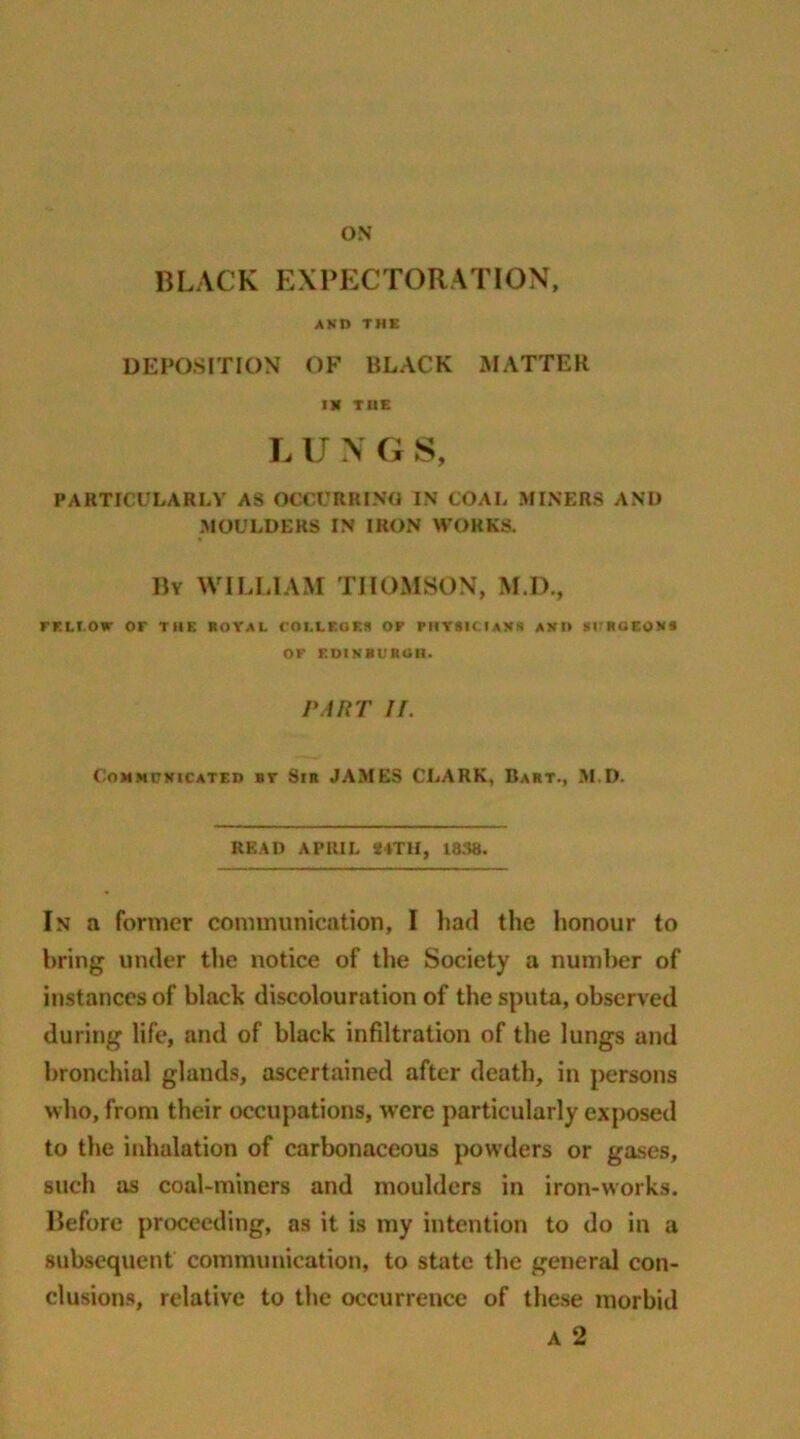 ON
BLACK EXPECTORATION,
AND THE
DEPOSITION OF BLACK MATTER
IN THE
LUNGS,
PARTICULARLY AS OCCURRING IN COAL MINERS AND
MOULDERS IN IRON WORKS.
BY WILLIAM THOMSON, M.D.,
FELLOW OF THE ROYAL COLLEGES OF PHYSICIANS AND SURGEONS
OF EDINBURGH.
PART II.
COMMUNICATED BY SIR JAMES CLARK, BART., M.D.
READ APRIL 24TH, 1838.
IN a former communication, I had the honour to
bring under the notice of the Society a number of
instances of black discolouration of the sputa, observed
during life, and of black infiltration of the lungs and
bronchial glands, ascertained after death, in persons
who, from their occupations, were particularly exposed
to the inhalation of carbonaceous powders or gases,
such as coal-miners and moulders in iron-works.
Before proceeding, as it is my intention to do in a
subsequent communication, to state the general con-
clusions, relative to the occurrence of these morbid
A 2